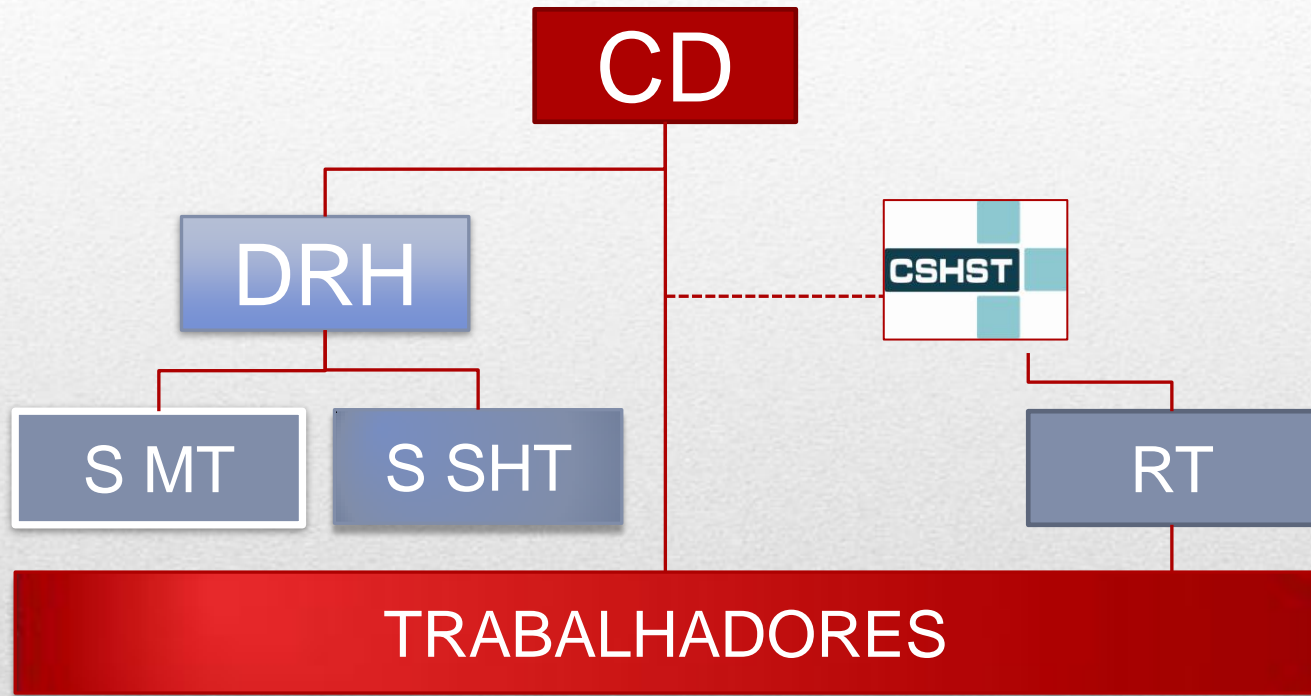 CD
DRH
CSHST
S MT
S SHT
RT
TRABALHADORES